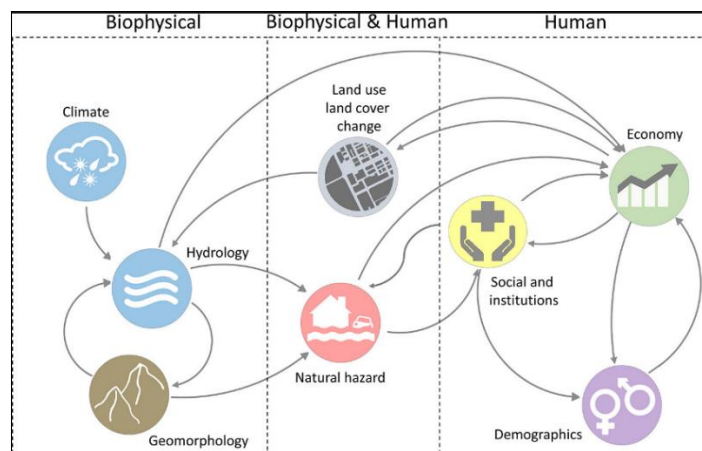 Biophysical
Biophysical & Human
Human
Climate
Land use
land cover
change
Economy
Hydrology
Social and
institutions
Natural hazard
Geomorphology
Demographics